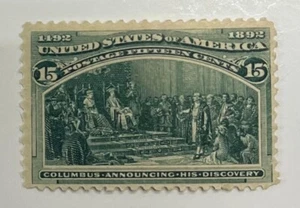 1492 1892
UNITED STATES OF AMERICA
POSTAGE FIFTEEN CENTS
15 15
COLUMBUS·ANNOUNCING·HIS·DISCOVERY